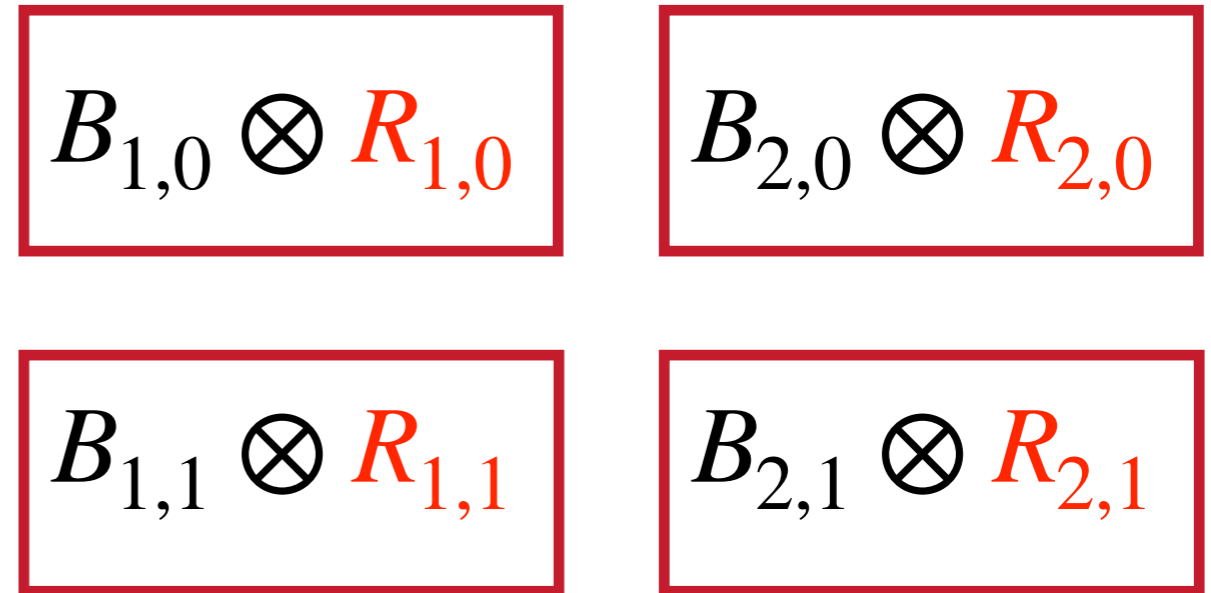 B₁,₀ ⊗ R₁,₀ B₂,₀ ⊗ R₂,₀
B₁,₁ ⊗ R₁,₁ B₂,₁ ⊗ R₂,₁